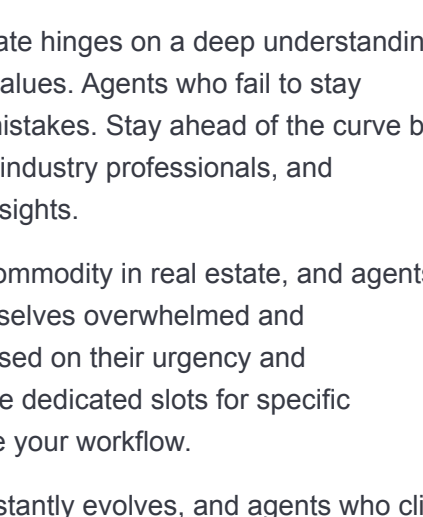 ate hinges on a deep understandin
alues. Agents who fail to stay
nistakes. Stay ahead of the curve b
industry professionals, and
sights.
ommodity in real estate, and agents
selves overwhelmed and
sed on their urgency and
e dedicated slots for specific
e your workflow.
stantly evolves, and agents who cli